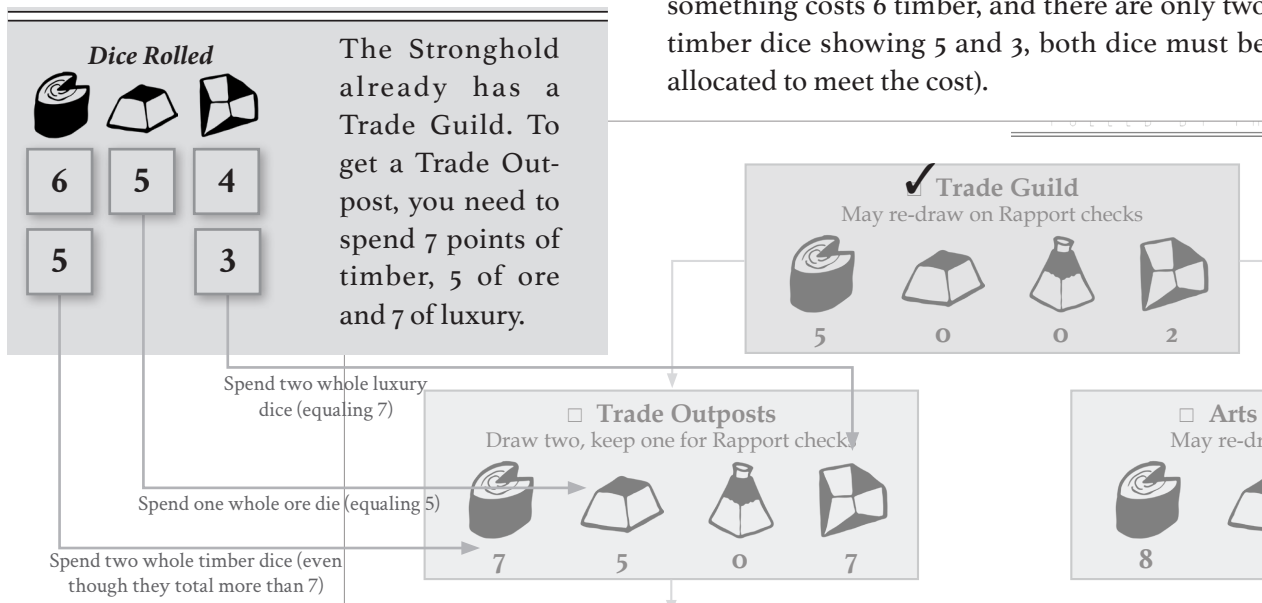 something costs 6 timber, and there are only two
timber dice showing 5 and 3, both dice must be
allocated to meet the cost).
Dice Rolled
6 5 4
5 3
The Stronghold
already has a
Trade Guild. To
get a Trade Out-
post, you need to
spend 7 points of
timber, 5 of ore
and 7 of luxury.
Trade Guild
May re-draw on Rapport checks
5 0 0 2
Spend two whole luxury
dice (equaling 7)
Spend one whole ore die (equaling 5)
Spend two whole timber dice (even
though they total more than 7)
Trade Outposts
Draw two, keep one for Rapport checks
7 5 0 7
Arts
May re-dr
8